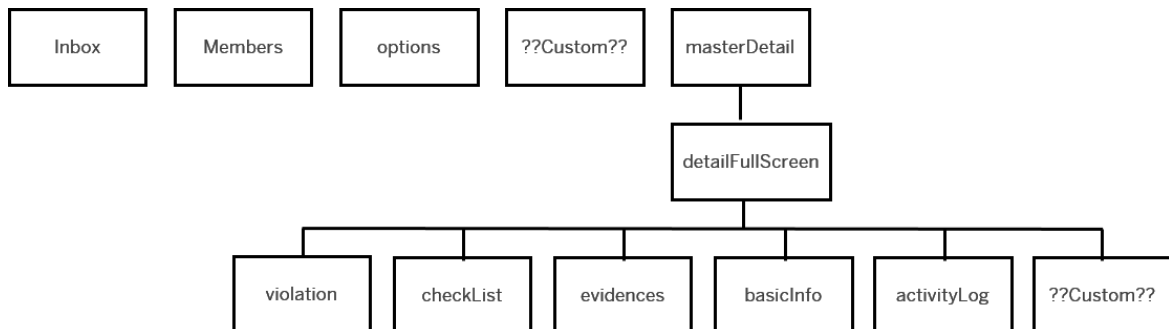 Inbox
Members
options
??Custom??
masterDetail
detailFullScreen
violation
checkList
evidences
basicInfo
activityLog
??Custom??